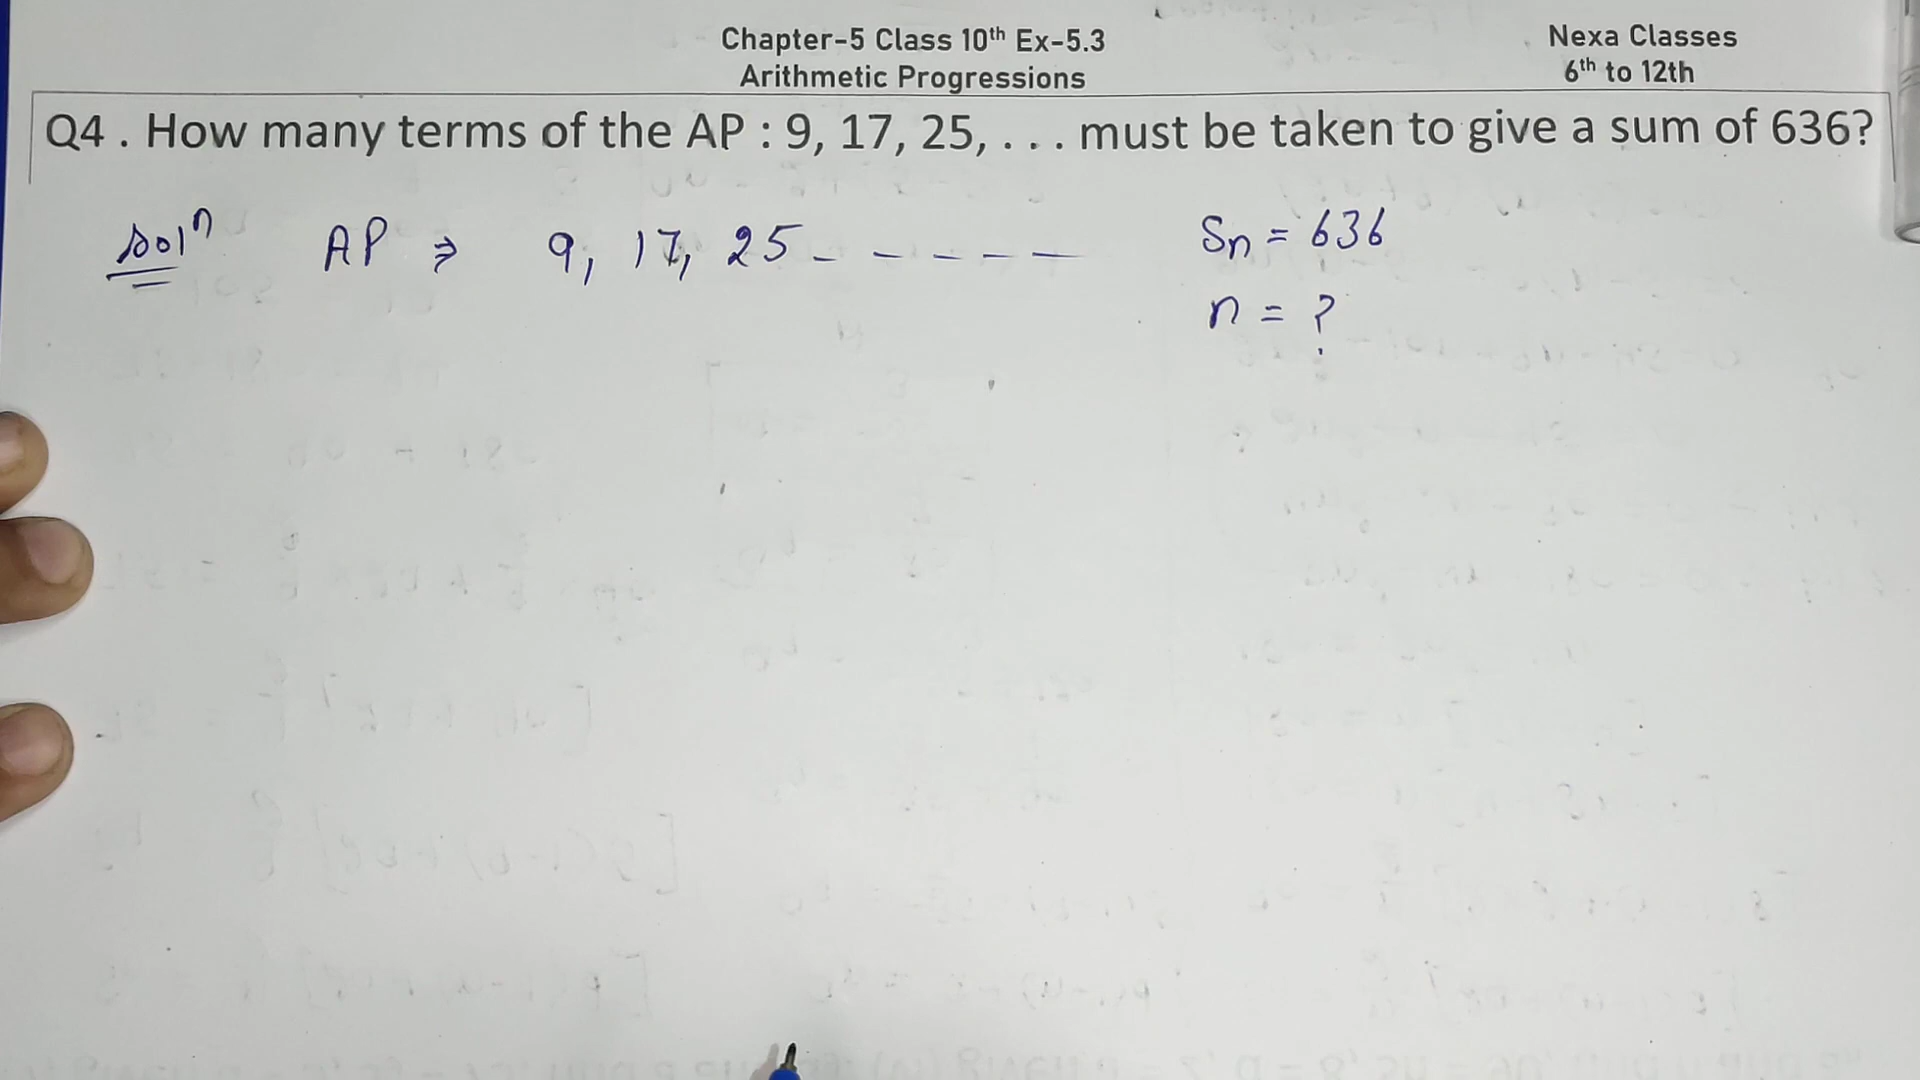 Chapter-5 Class 10th Ex-5.3
Arithmetic Progressions
Nexa Classes
6th to 12th
Q4 . How many terms of the AP : 9, 17, 25, . . . must be taken to give a sum of 636?
Soln AP ⇒ 9, 17, 25 - - - - -
Sn = 636
n = ?